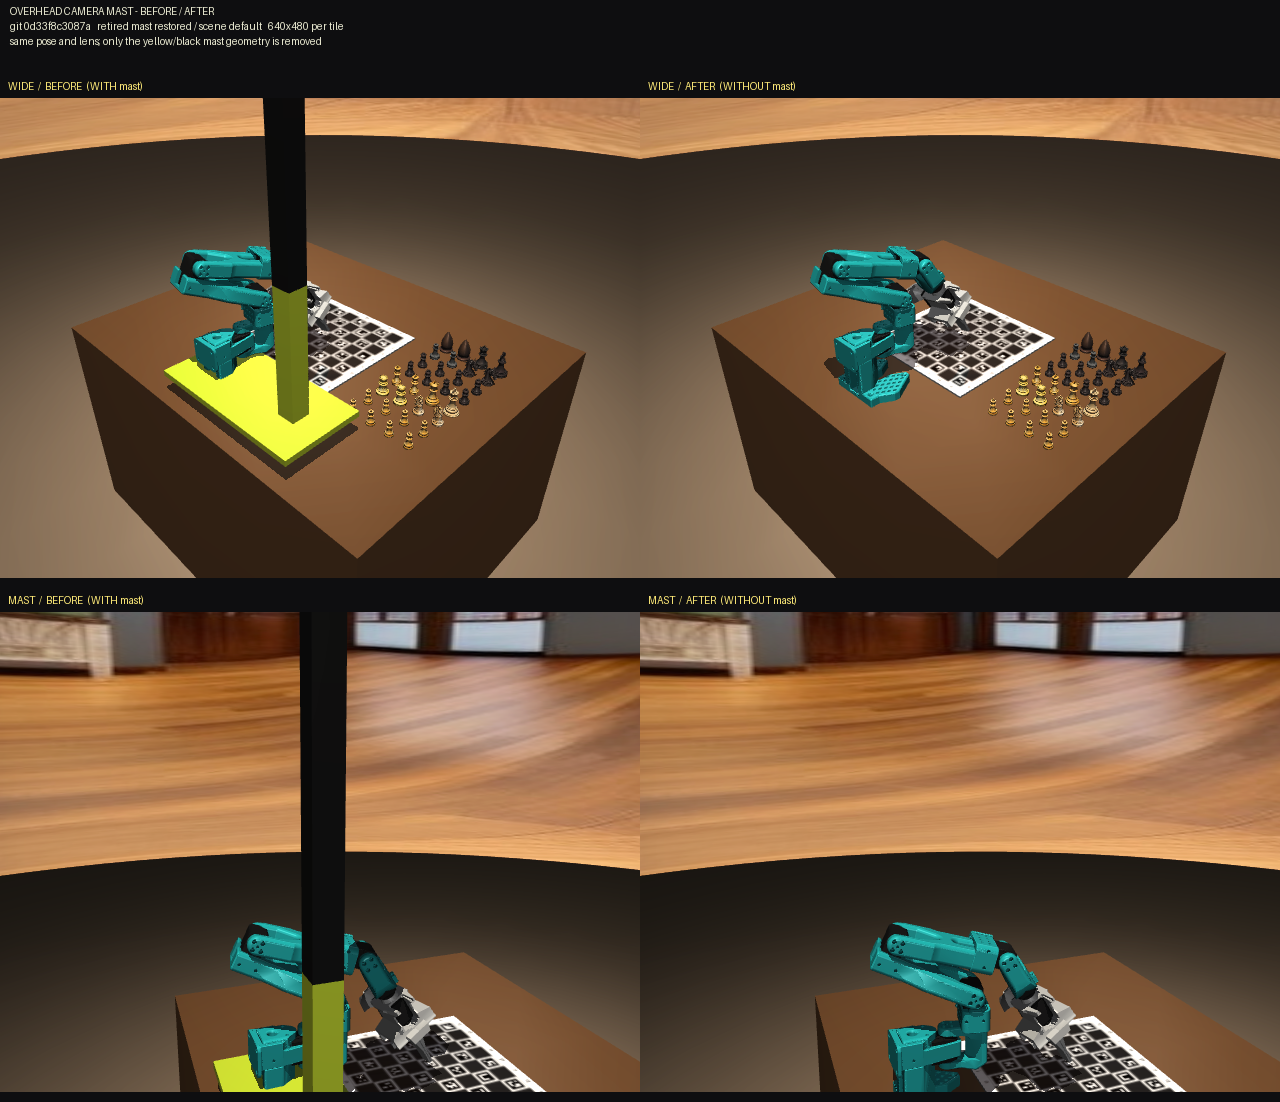 OVERHEAD CAMERA MAST - BEFORE / AFTER
git 0d33f8c3087a retired mast restored / scene default 640x480 per tile
same pose and lens; only the yellow/black mast geometry is removed
WIDE / BEFORE (WITH mast)
WIDE / AFTER (WITHOUT mast)
MAST / BEFORE (WITH mast)
MAST / AFTER (WITHOUT mast)